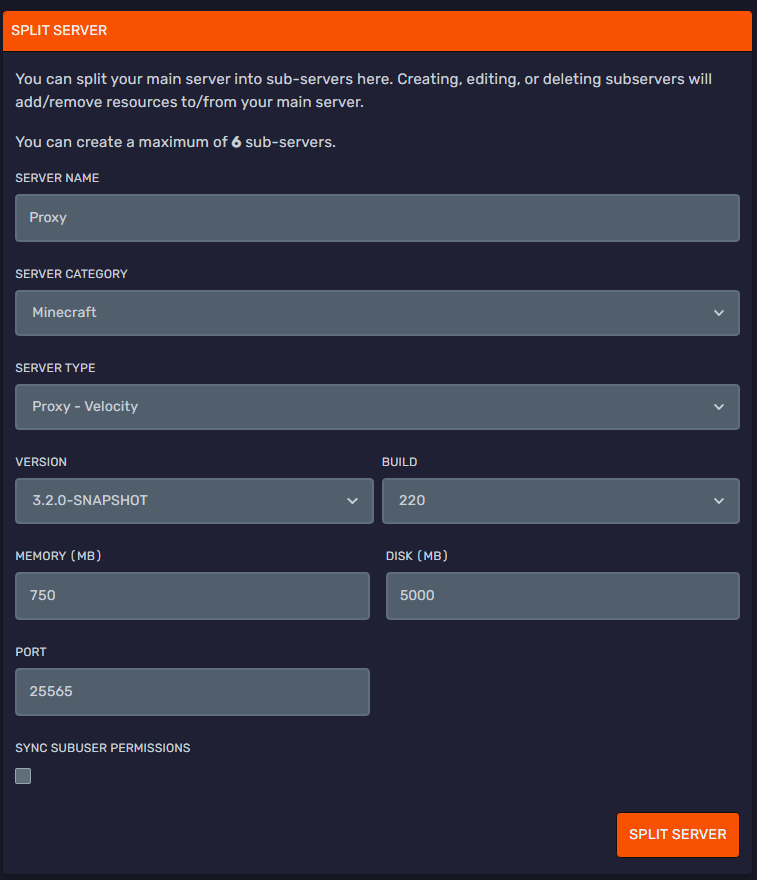 SPLIT SERVER
You can split your main server into sub-servers here. Creating, editing, or deleting subservers will
add/remove resources to/from your main server.
You can create a maximum of 6 sub-servers.
SERVER NAME
Proxy
SERVER CATEGORY
Minecraft
SERVER TYPE
Proxy - Velocity
VERSION BUILD
3.2.0-SNAPSHOT 220
MEMORY (MB) DISK (MB)
750 5000
PORT
25565
SYNC SUBUSER PERMISSIONS
SPLIT SERVER